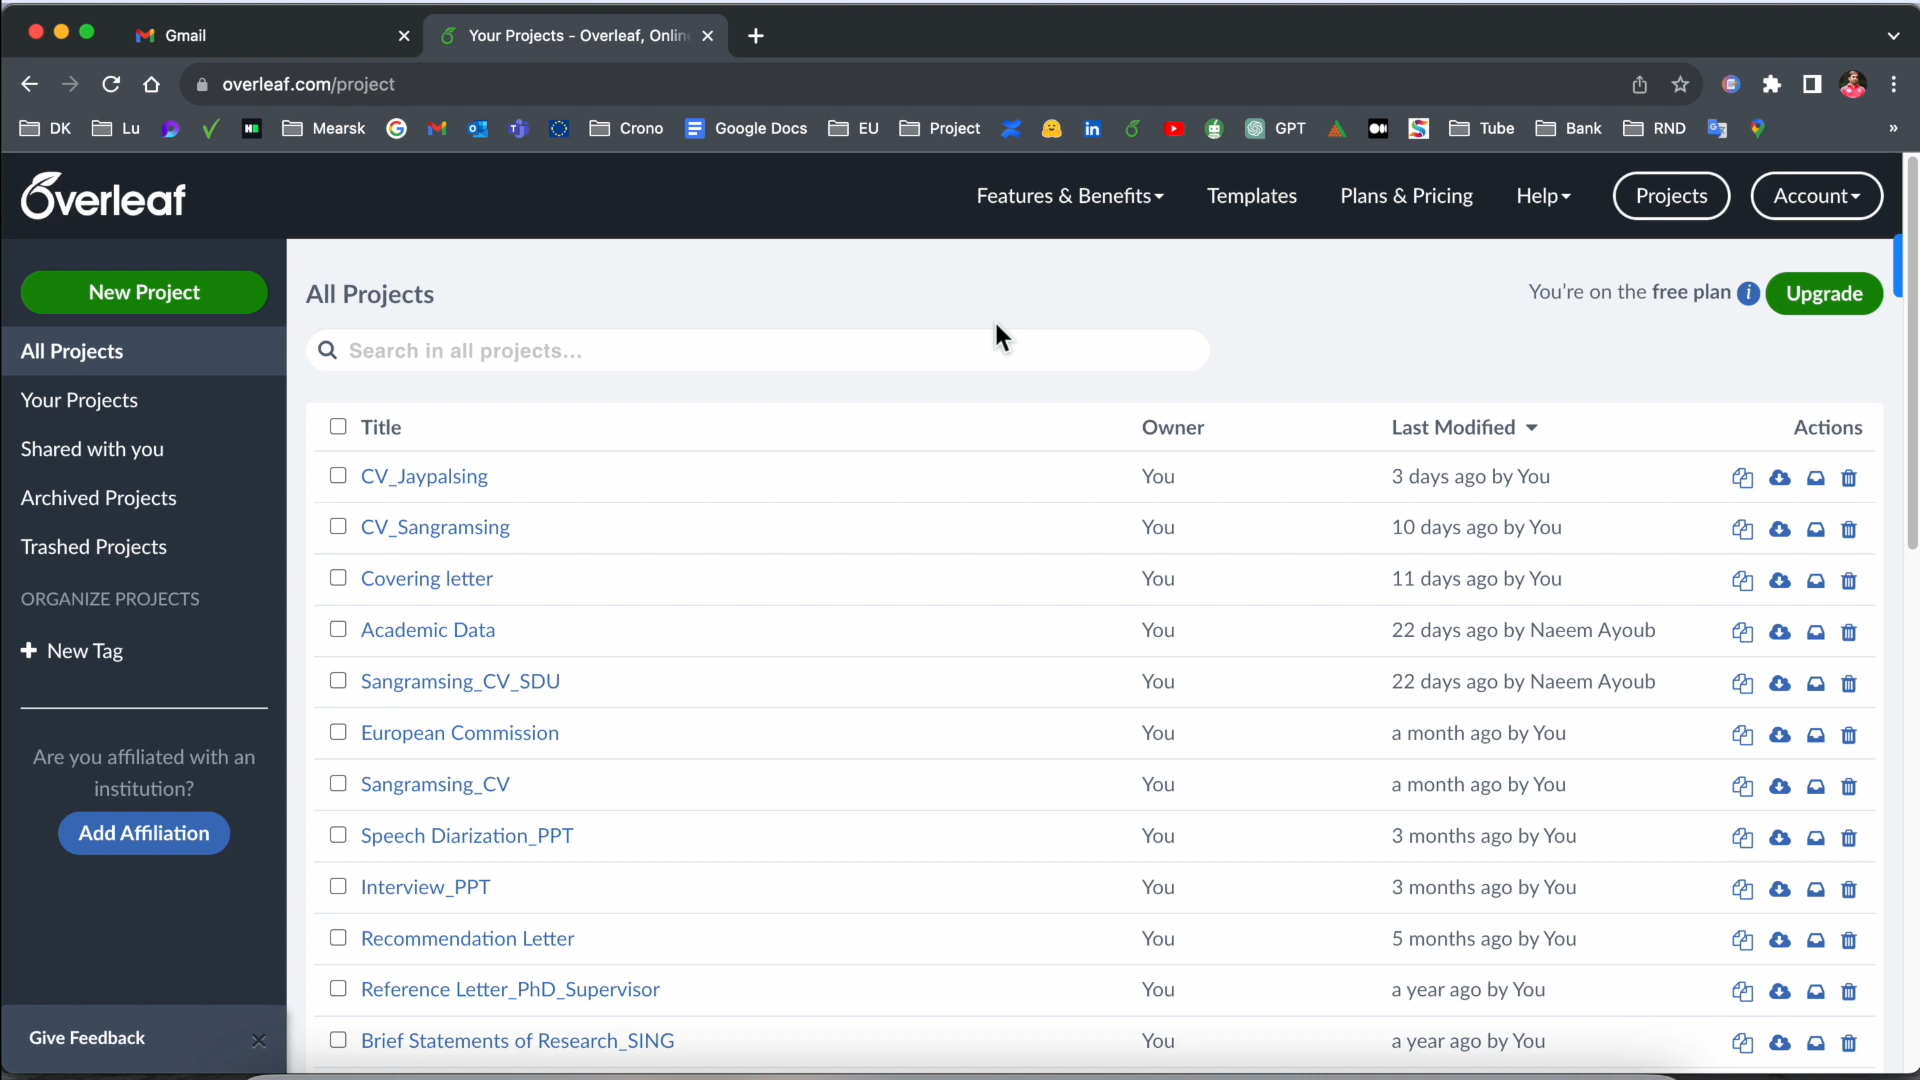 Gmail
Your Projects - Overleaf, Onlin
overleaf.com/project
DK Lu Mearsk Crono Google Docs EU Project GPT Tube Bank RND »
Overleaf
Features & Benefits Templates Plans & Pricing Help Projects Account
New Project
All Projects
You're on the free plan i Upgrade
Search in all projects...
All Projects
Your Projects
Shared with you
Archived Projects
Trashed Projects
ORGANIZE PROJECTS
+ New Tag
Are you affiliated with an
institution?
Add Affiliation
Give Feedback
Title Owner Last Modified Actions
CV_Jaypalsing You 3 days ago by You
CV_Sangramsing You 10 days ago by You
Covering letter You 11 days ago by You
Academic Data You 22 days ago by Naeem Ayoub
Sangramsing_CV_SDU You 22 days ago by Naeem Ayoub
European Commission You a month ago by You
Sangramsing_CV You a month ago by You
Speech Diarization_PPT You 3 months ago by You
Interview_PPT You 3 months ago by You
Recommendation Letter You 5 months ago by You
Reference Letter_PhD_Supervisor You a year ago by You
Brief Statements of Research_SING You a year ago by You